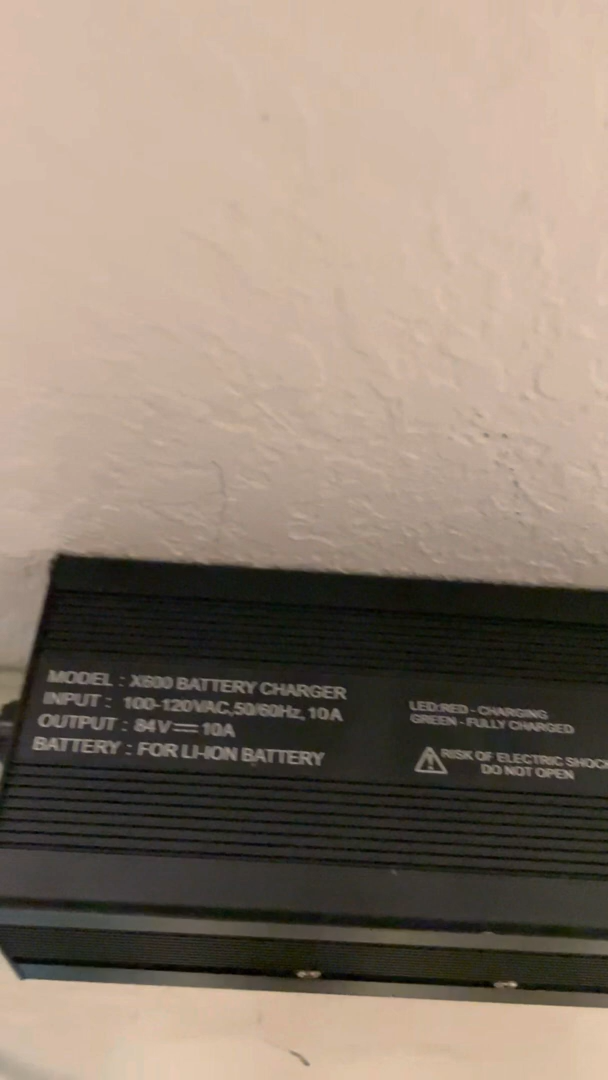 MODEL : X600 BATTERY CHARGER
INPUT : 100-120VAC,50/60Hz,10A
OUTPUT : 84V⎓10A
BATTERY : FOR LI-ION BATTERY
LED:RED - CHARGING
GREEN - FULLY CHARGED
RISK OF ELECTRIC SHOCK
DO NOT OPEN